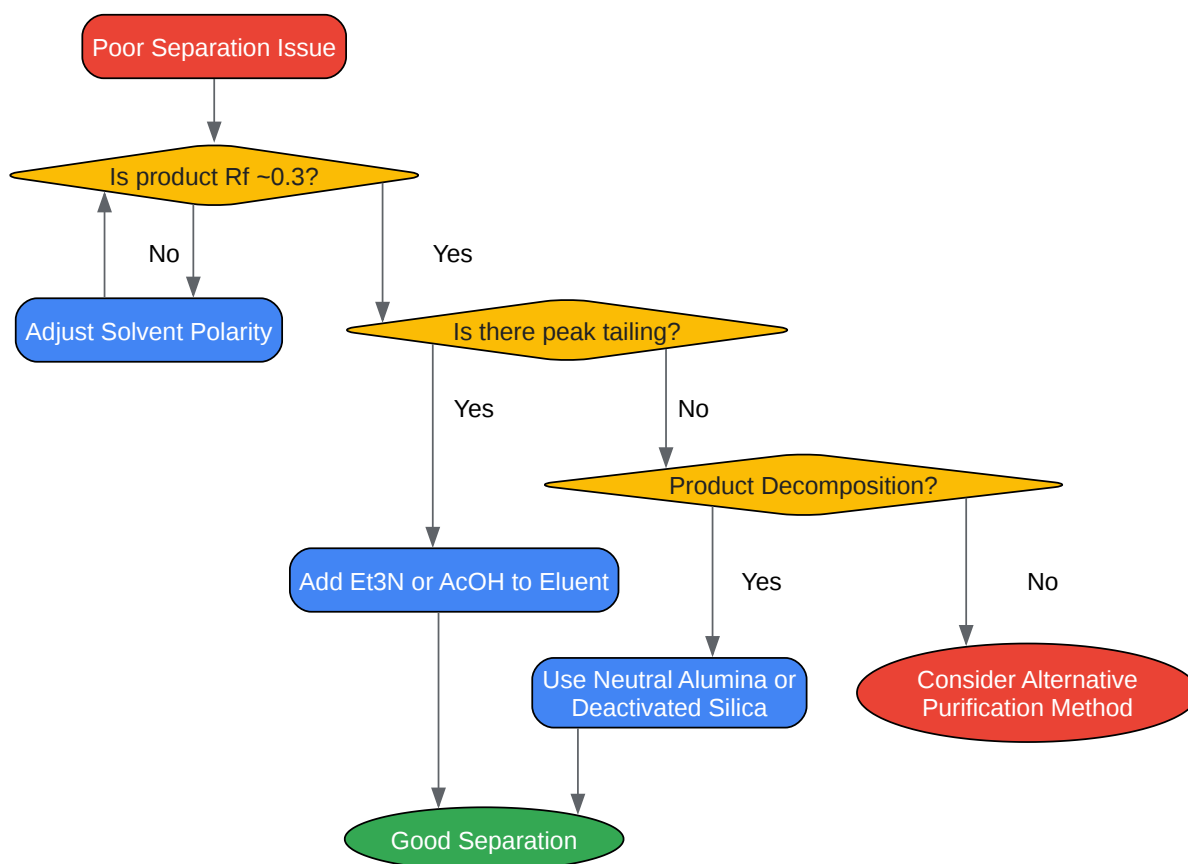 Poor Separation Issue
Is product Rf ~0.3?
No
Yes
Adjust Solvent Polarity
Is there peak tailing?
Yes
No
Product Decomposition?
Add Et3N or AcOH to Eluent
Yes
No
Use Neutral Alumina or
Deactivated Silica
Consider Alternative
Purification Method
Good Separation